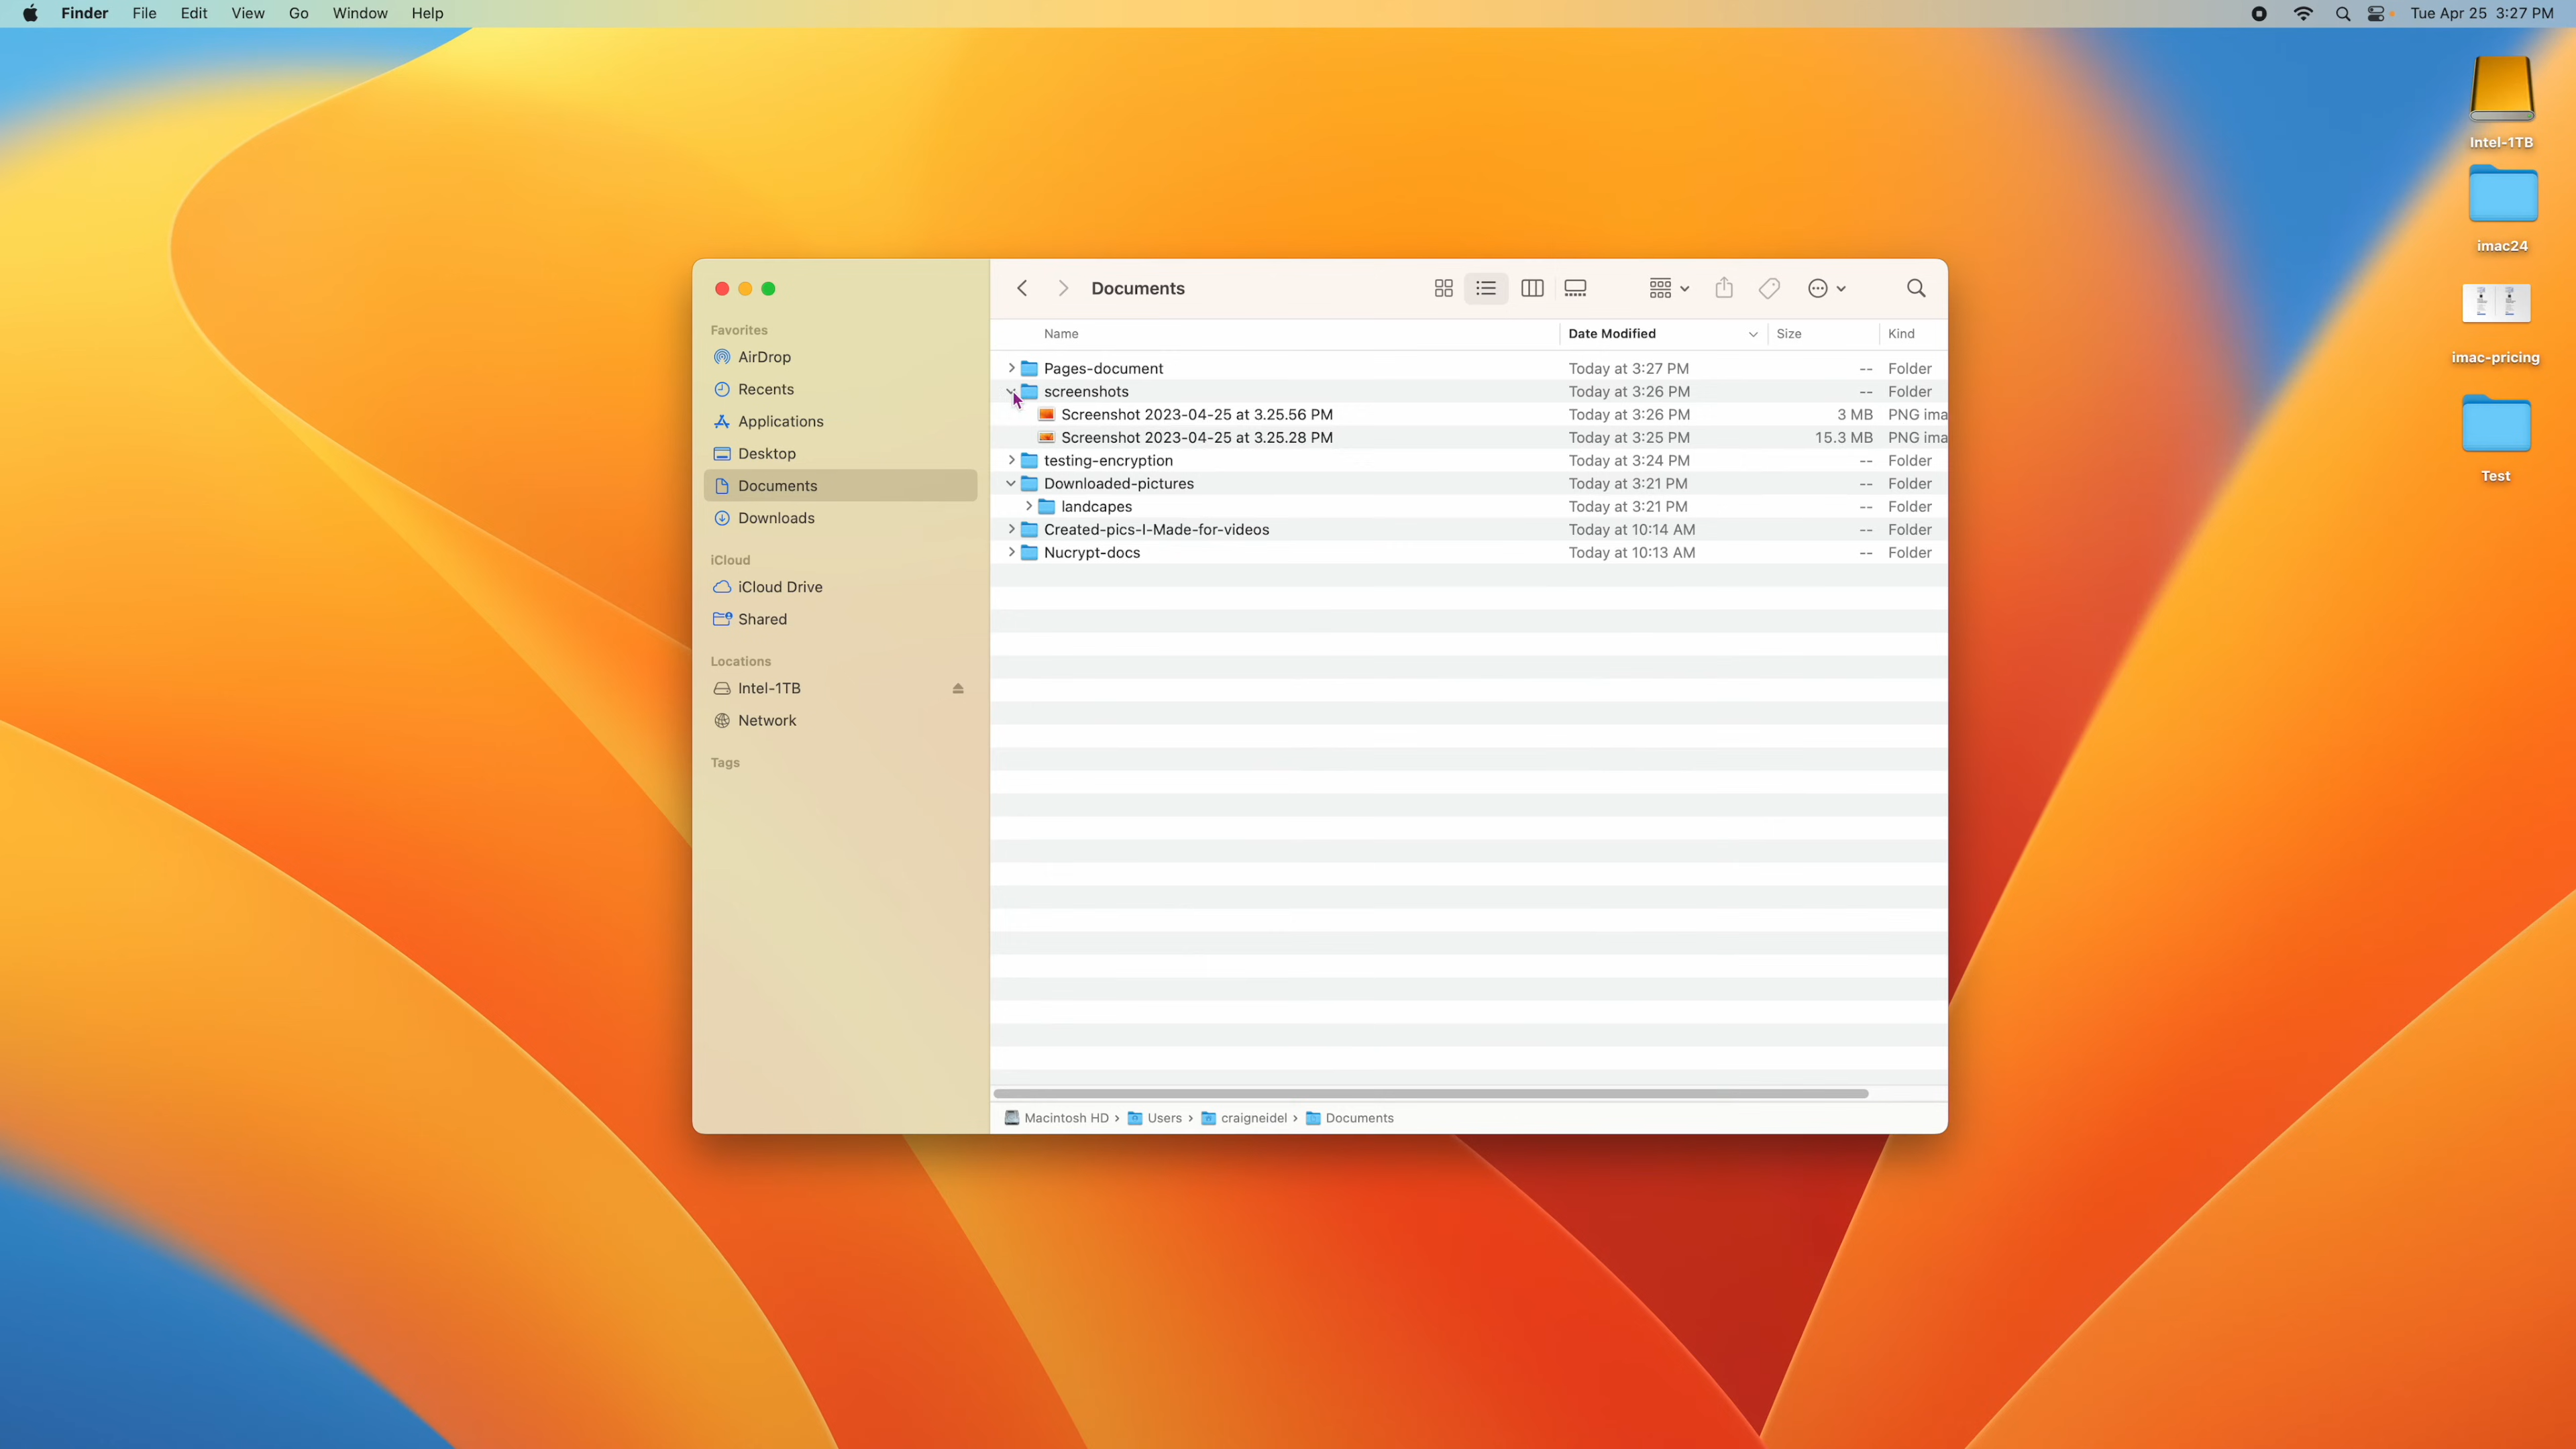 Finder File Edit View Go Window Help Tue Apr 25 3:27 PM
Intel-1TB
imac24
imac-pricing
Test
Favorites
AirDrop
Recents
Applications
Desktop
Documents
Downloads
iCloud
iCloud Drive
Shared
Locations
Intel-1TB
Network
Tags
Documents
Name Date Modified Size Kind
Pages-document Today at 3:27 PM -- Folder
screenshots Today at 3:26 PM -- Folder
Screenshot 2023-04-25 at 3.25.56 PM Today at 3:26 PM 3 MB PNG ima
Screenshot 2023-04-25 at 3.25.28 PM Today at 3:25 PM 15.3 MB PNG ima
testing-encryption Today at 3:24 PM -- Folder
Downloaded-pictures Today at 3:21 PM -- Folder
landcapes Today at 3:21 PM -- Folder
Created-pics-I-Made-for-videos Today at 10:14 AM -- Folder
Nucrypt-docs Today at 10:13 AM -- Folder
Macintosh HD › Users › craigneidel › Documents